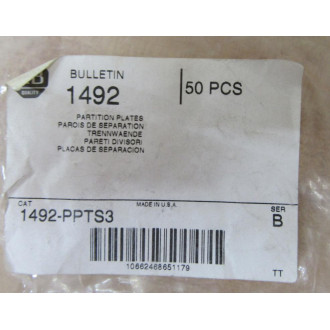 B
QUALITY
BULLETIN
1492
50 PCS
PARTITION PLATES
PAROIS DE SEPARATION
TRENNWAENDE
PARETI DIVISORI
PLACAS DE SEPARACION
CAT
1492-PPTS3
MADE IN U.S.A.
SER
B
10662468651179
TT